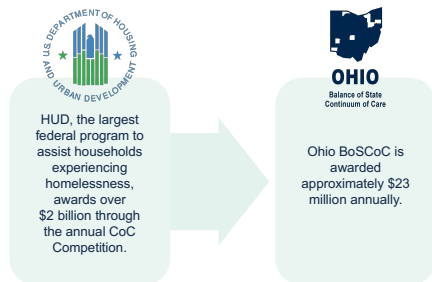 U.S. DEPARTMENT OF HOUSING
AND URBAN DEVELOPMENT
HUD, the largest
federal program to
assist households
experiencing
homelessness,
awards over
$2 billion through
the annual CoC
Competition.
OHIO
Balance of State
Continuum of Care
Ohio BoSCoC is
awarded
approximately $23
million annually.